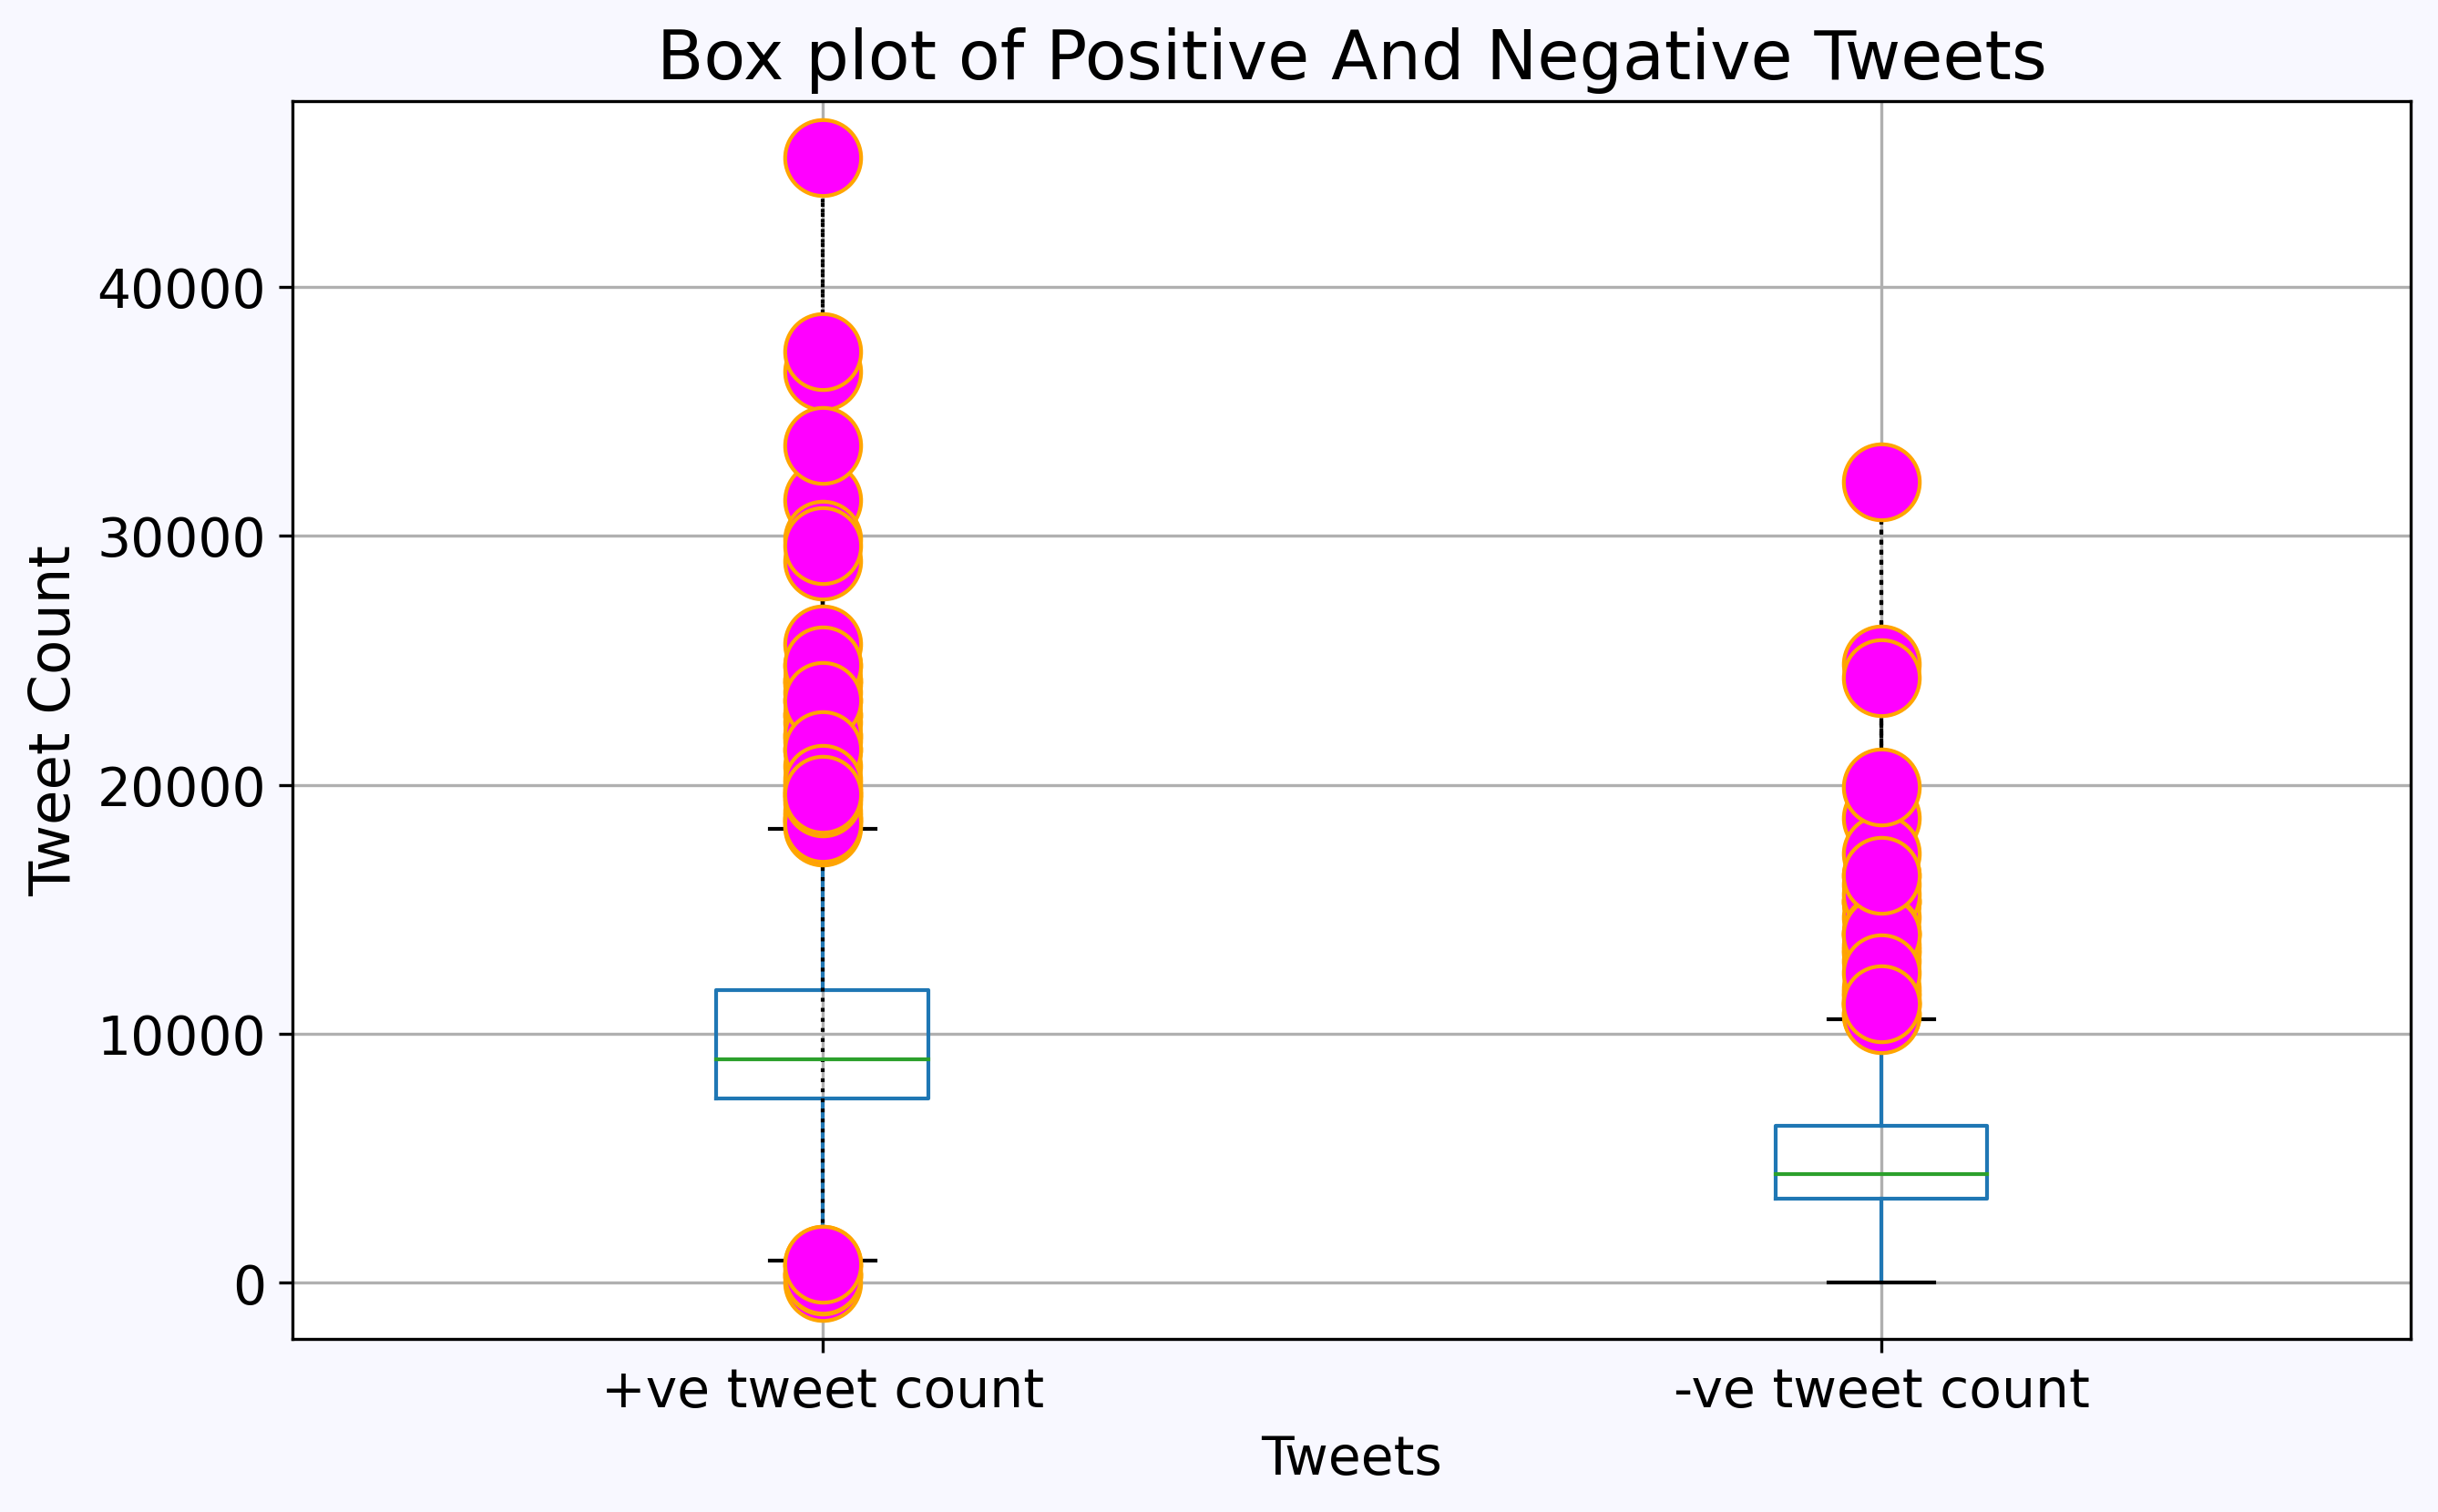 Box plot of Positive And Negative Tweets
Tweet Count
40000
30000
20000
10000
0
+ve tweet count
-ve tweet count
Tweets